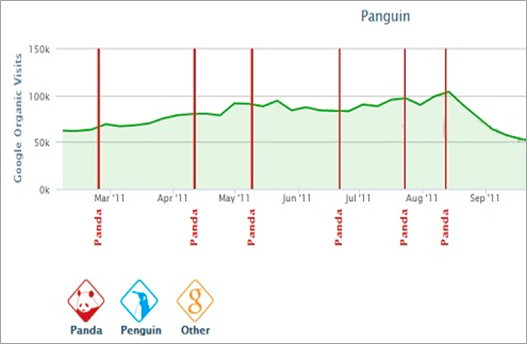 Panguin
Google Organic Visits
150k
100k
50k
0k
Mar '11
Apr '11
May '11
Jun '11
Jul '11
Aug '11
Sep '11
Panda
Panda
Panda
Panda
Panda
Panda
Panda
Penguin
Other